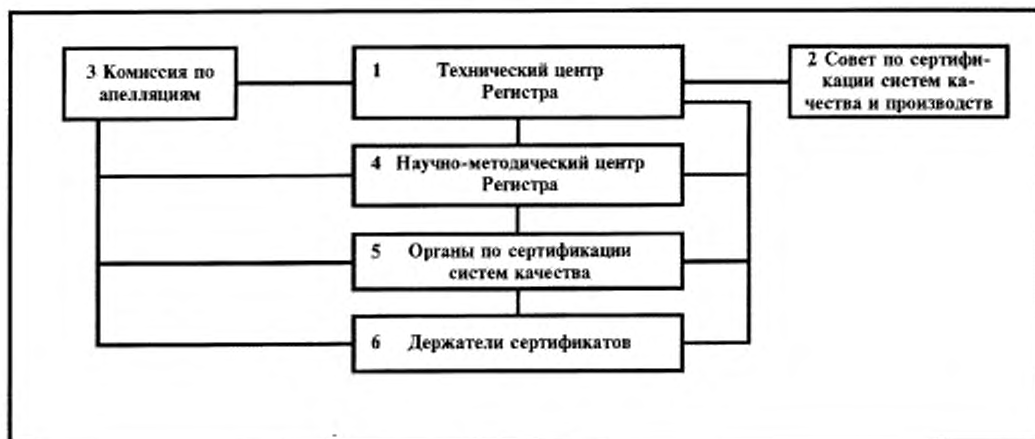 3 Комиссия по
апелляциям
1 Технический центр
Регистра
2 Совет по сертифи-
кации систем ка-
чества и производств
4 Научно-методический центр
Регистра
5 Органы по сертификации
систем качества
6 Держатели сертификатов